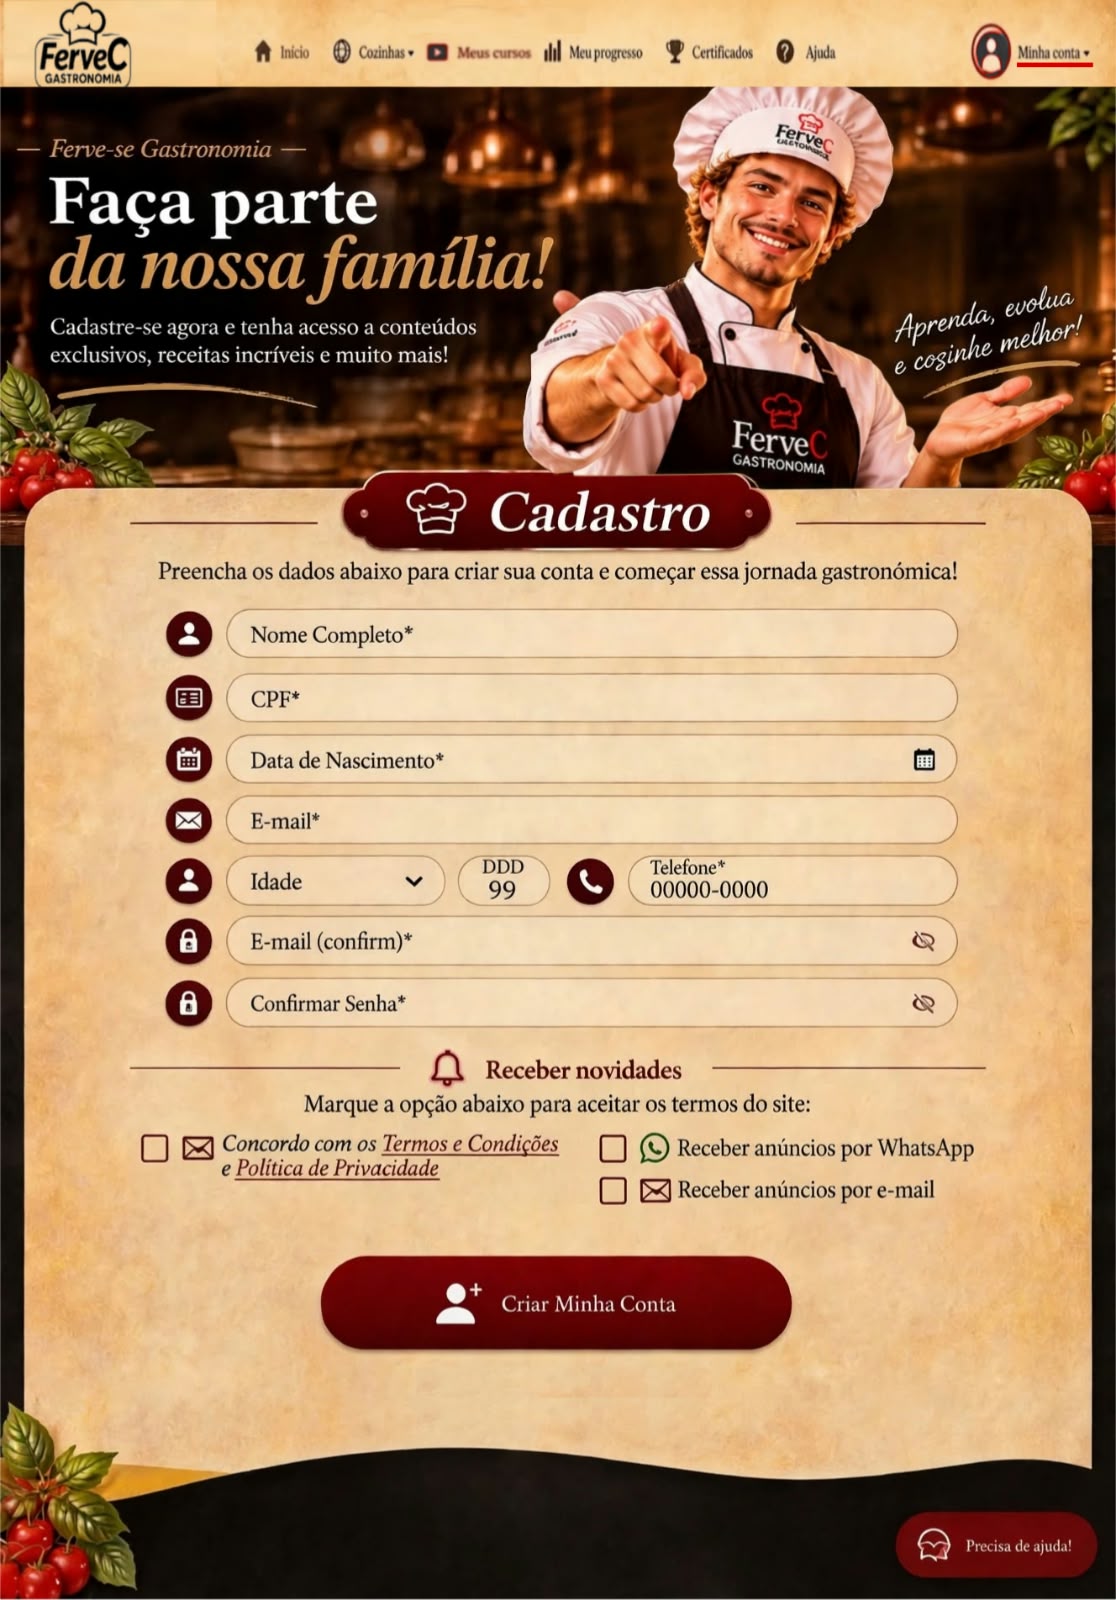 FerveC
GASTRONOMIA
Início
Cozinhas
Meus cursos
Meu progresso
Certificados
Ajuda
Minha conta
Ferve-se Gastronomia
Faça parte
da nossa família!
Cadastre-se agora e tenha acesso a conteúdos
exclusivos, receitas incríveis e muito mais!
FerveC
Aprenda, evolua
e cozinhe melhor!
FerveC
GASTRONOMIA
Cadastro
Preencha os dados abaixo para criar sua conta e começar essa jornada gastronómica!
Nome Completo*
CPF*
Data de Nascimento*
E-mail*
Idade
DDD
99
Telefone*
00000-0000
E-mail (confirm)*
Confirmar Senha*
Receber novidades
Marque a opção abaixo para aceitar os termos do site:
Concordo com os Termos e Condições
e Política de Privacidade
Receber anúncios por WhatsApp
Receber anúncios por e-mail
Criar Minha Conta
Precisa de ajuda!